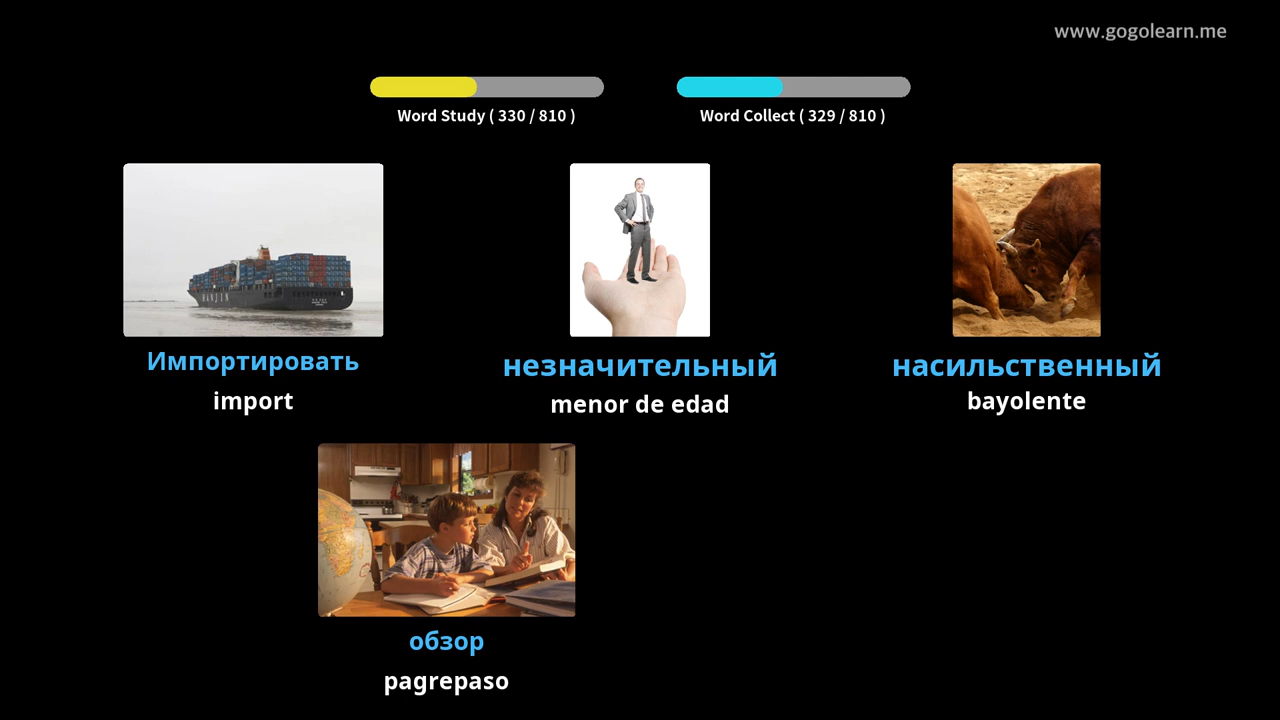 www.gogolearn.me
Word Study ( 330 / 810 )
Word Collect ( 329 / 810 )
HANJIN
Импортировать
import
незначительный
menor de edad
насильственный
bayolente
обзор
pagrepaso